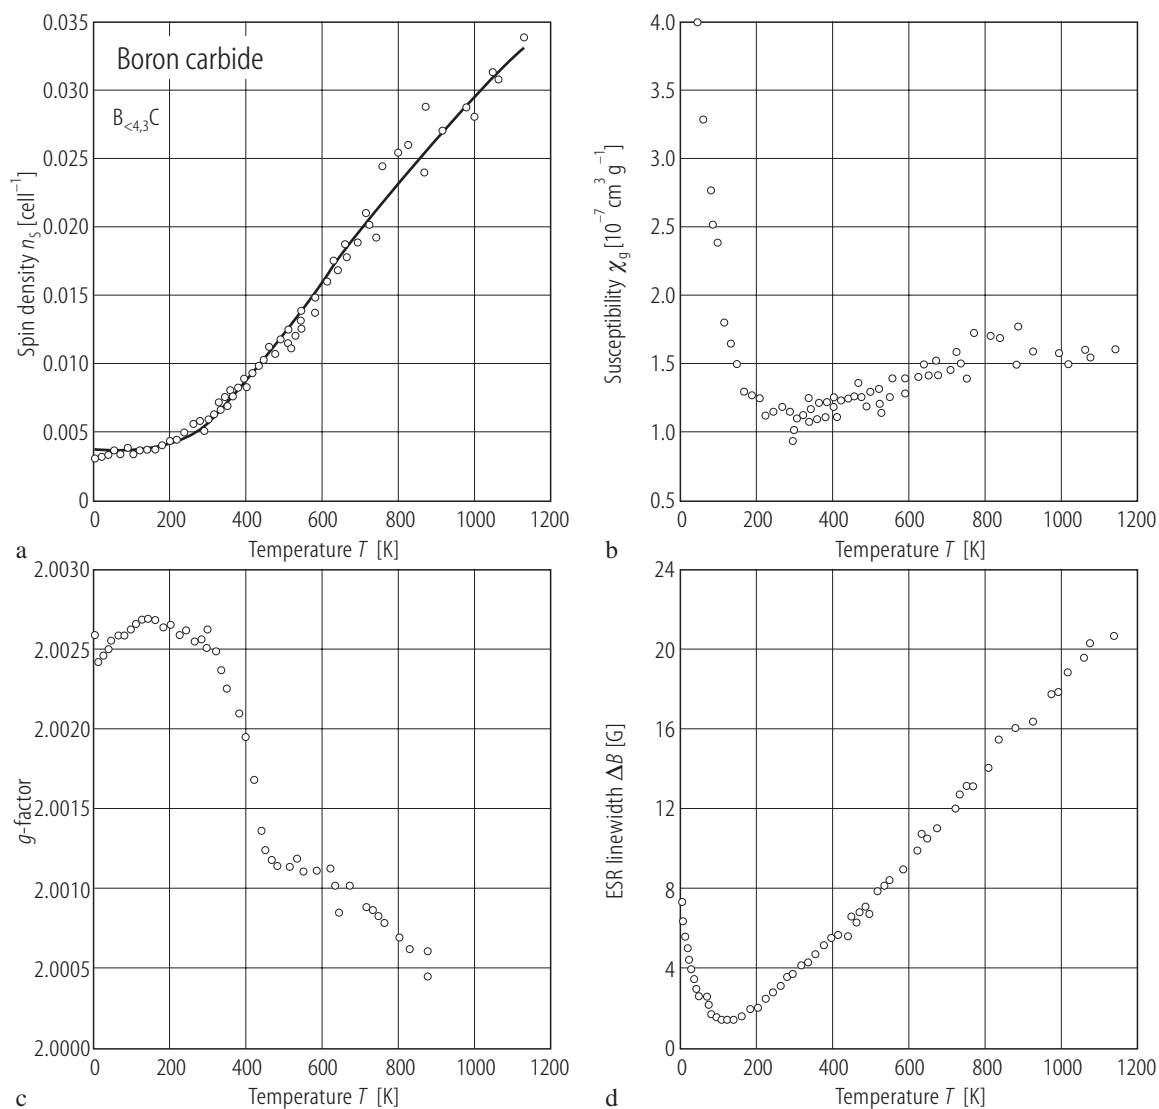 0.035
0.030
0.025
0.020
0.015
0.010
0.005
0
Spin density nS [cell–1]
Boron carbide
B<4,3C
0 200 400 600 800 1000 1200
a Temperature T [K]
4.0
3.5
3.0
2.5
2.0
1.5
1.0
0.5
Susceptibility χg [10–7 cm3 g–1]
0 200 400 600 800 1000 1200
b Temperature T [K]
2.0030
2.0025
2.0020
2.0015
2.0010
2.0005
2.0000
g-factor
0 200 400 600 800 1000 1200
c Temperature T [K]
24
20
16
12
8
4
0
ESR linewidth ΔB [G]
0 200 400 600 800 1000 1200
d Temperature T [K]